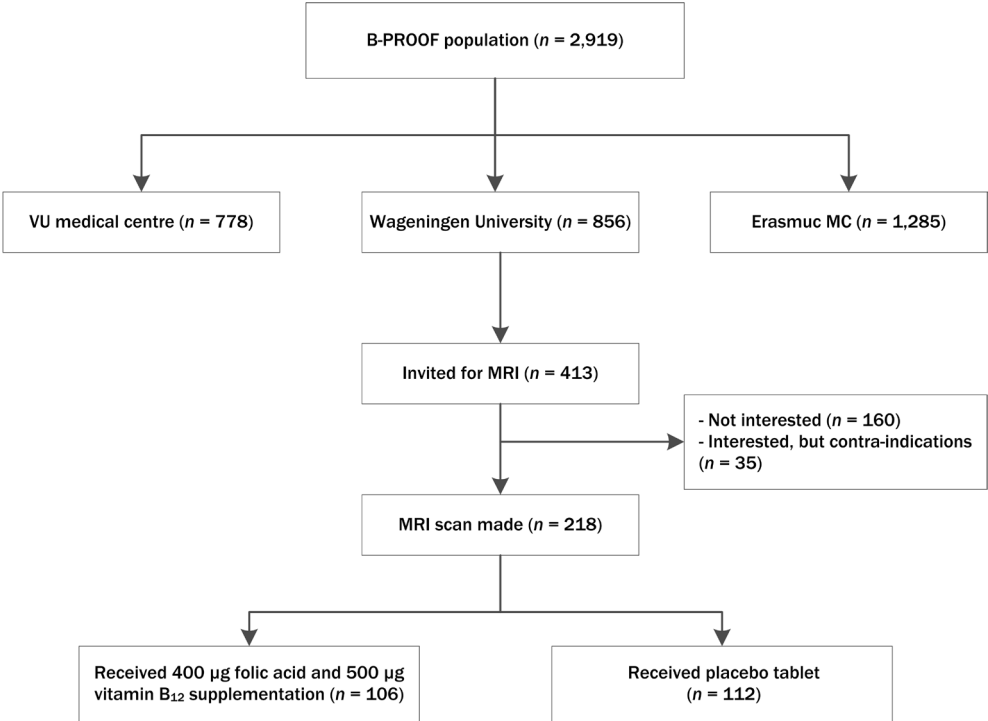 B-PROOF population (n = 2,919)
VU medical centre (n = 778)
Wageningen University (n = 856)
Erasmuc MC (n = 1,285)
Invited for MRI (n = 413)
- Not interested (n = 160)
- Interested, but contra-indications
(n = 35)
MRI scan made (n = 218)
Received 400 µg folic acid and 500 µg
vitamin B₁₂ supplementation (n = 106)
Received placebo tablet
(n = 112)